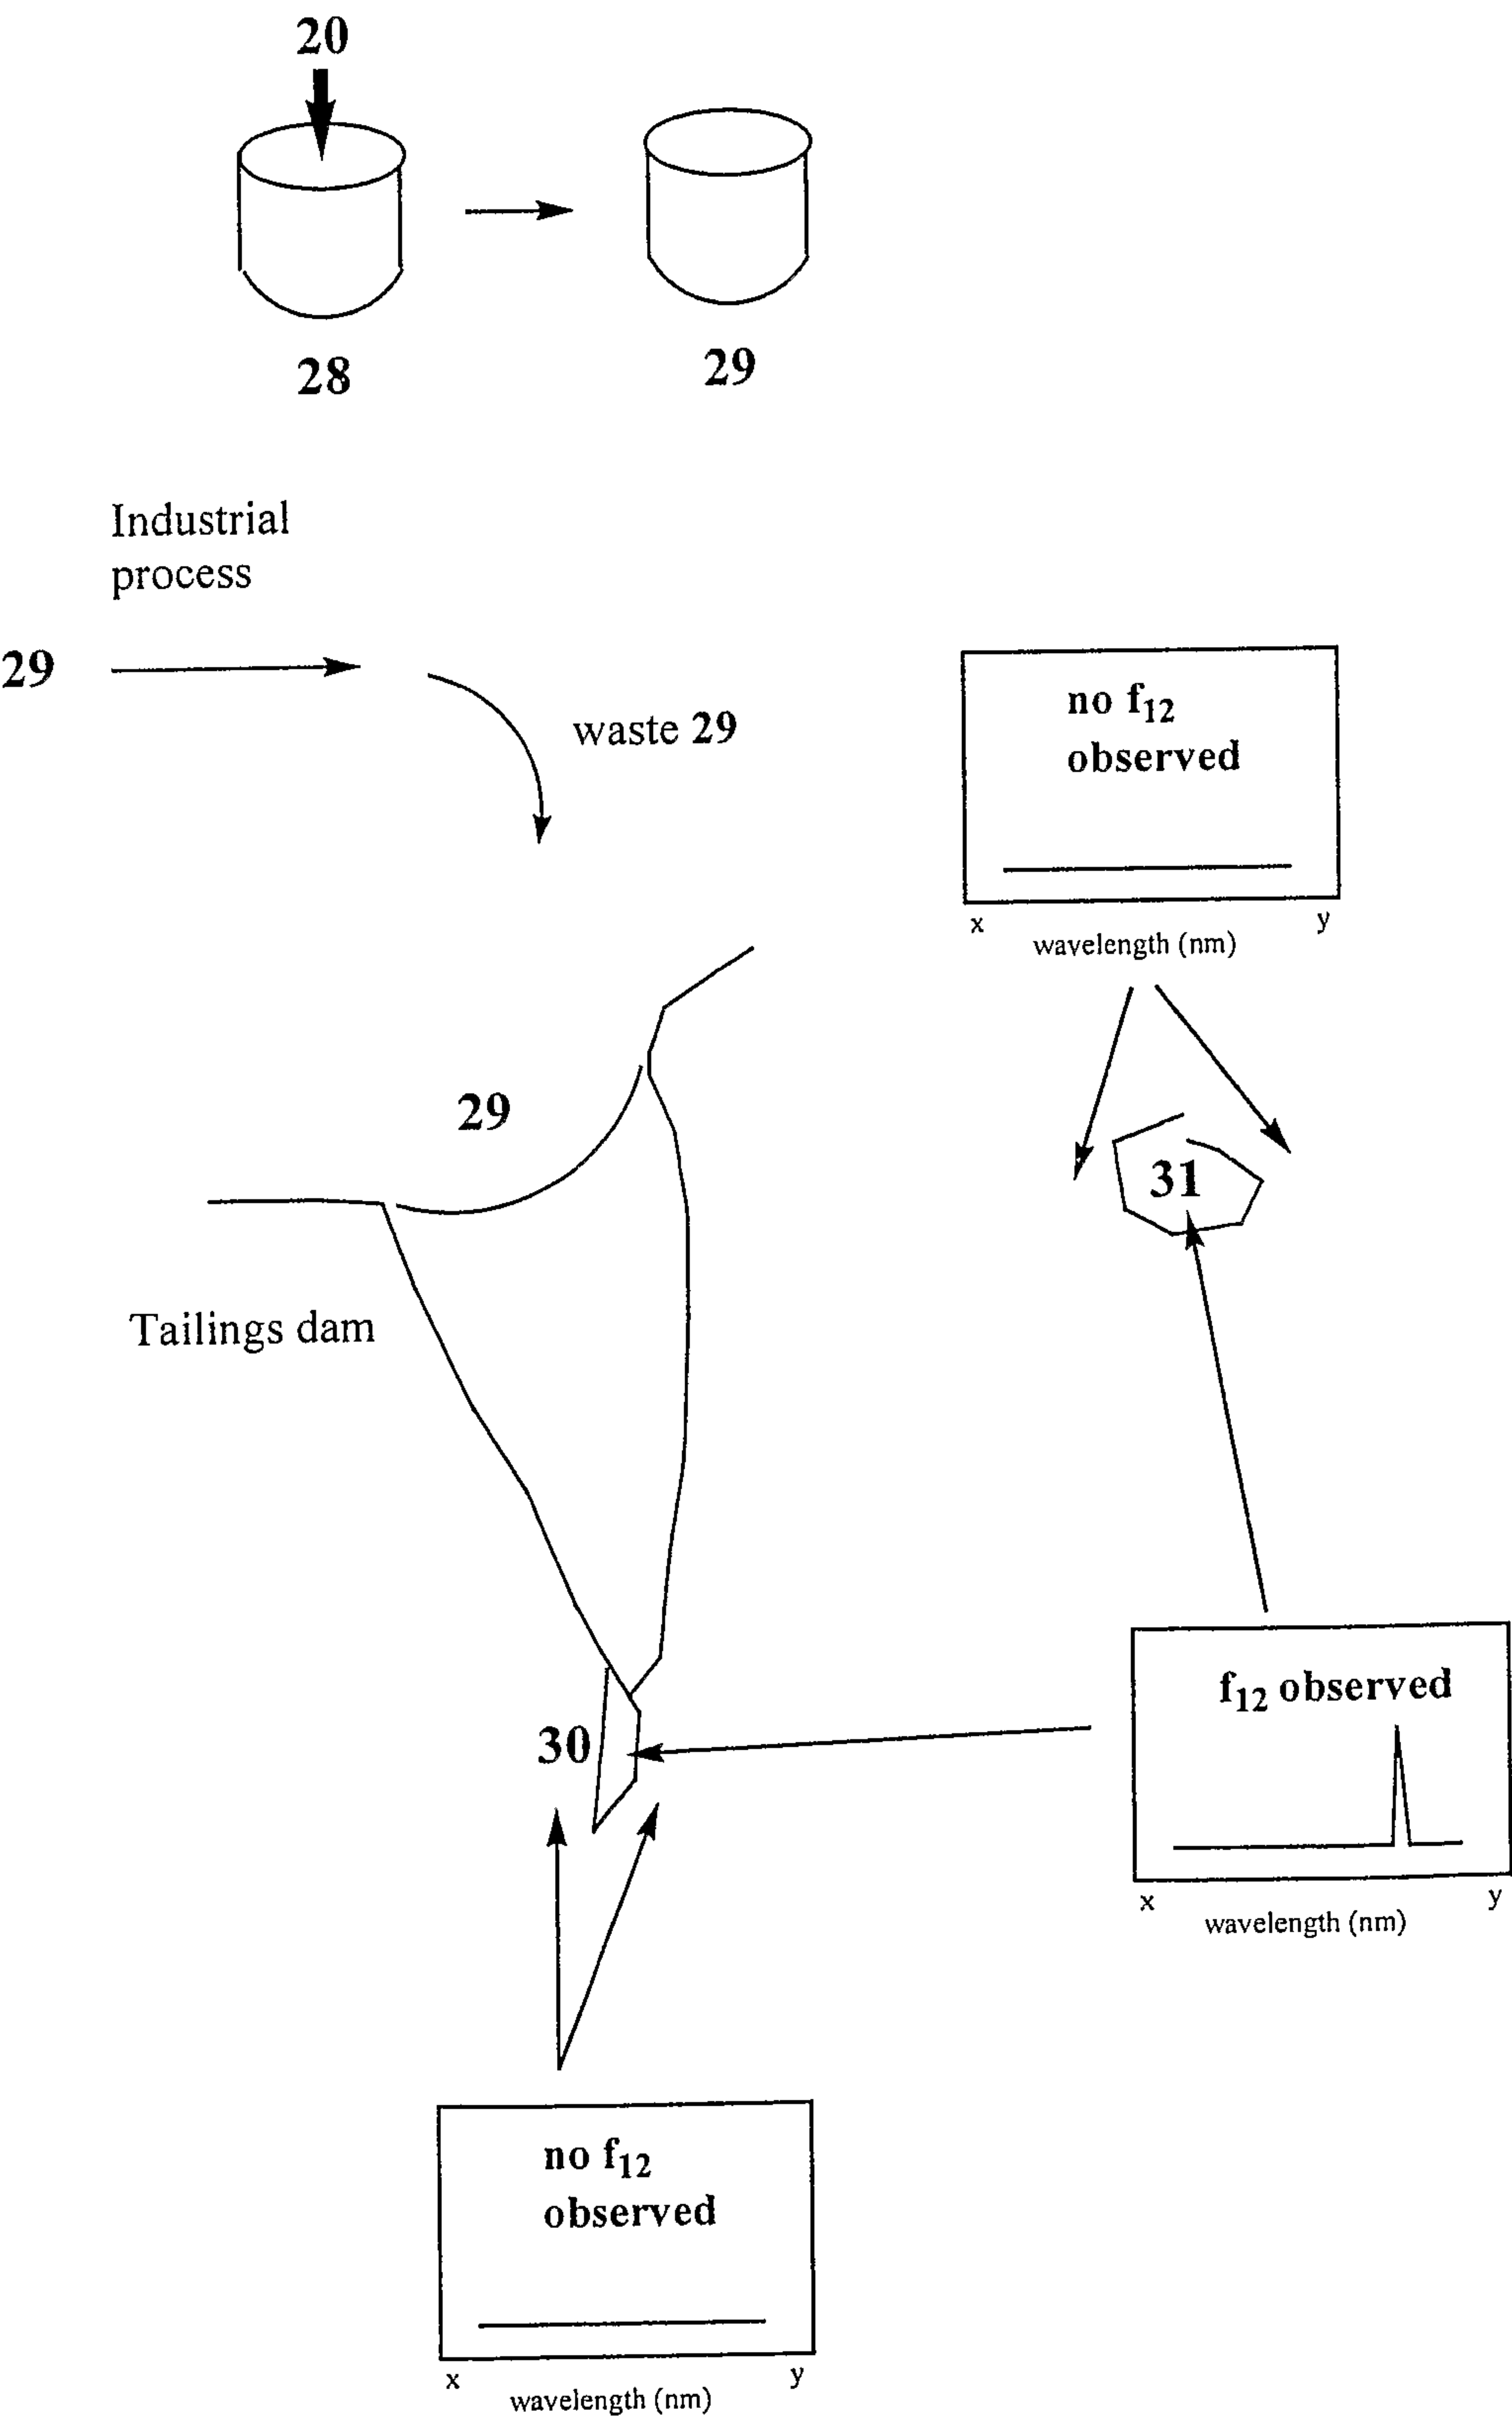 20
28
29
Industrial
process
29
waste 29
no f12
observed
x
y
wavelength (nm)
29
31
Tailings dam
f12 observed
30
x
y
wavelength (nm)
no f12
observed
x
y
wavelength (nm)